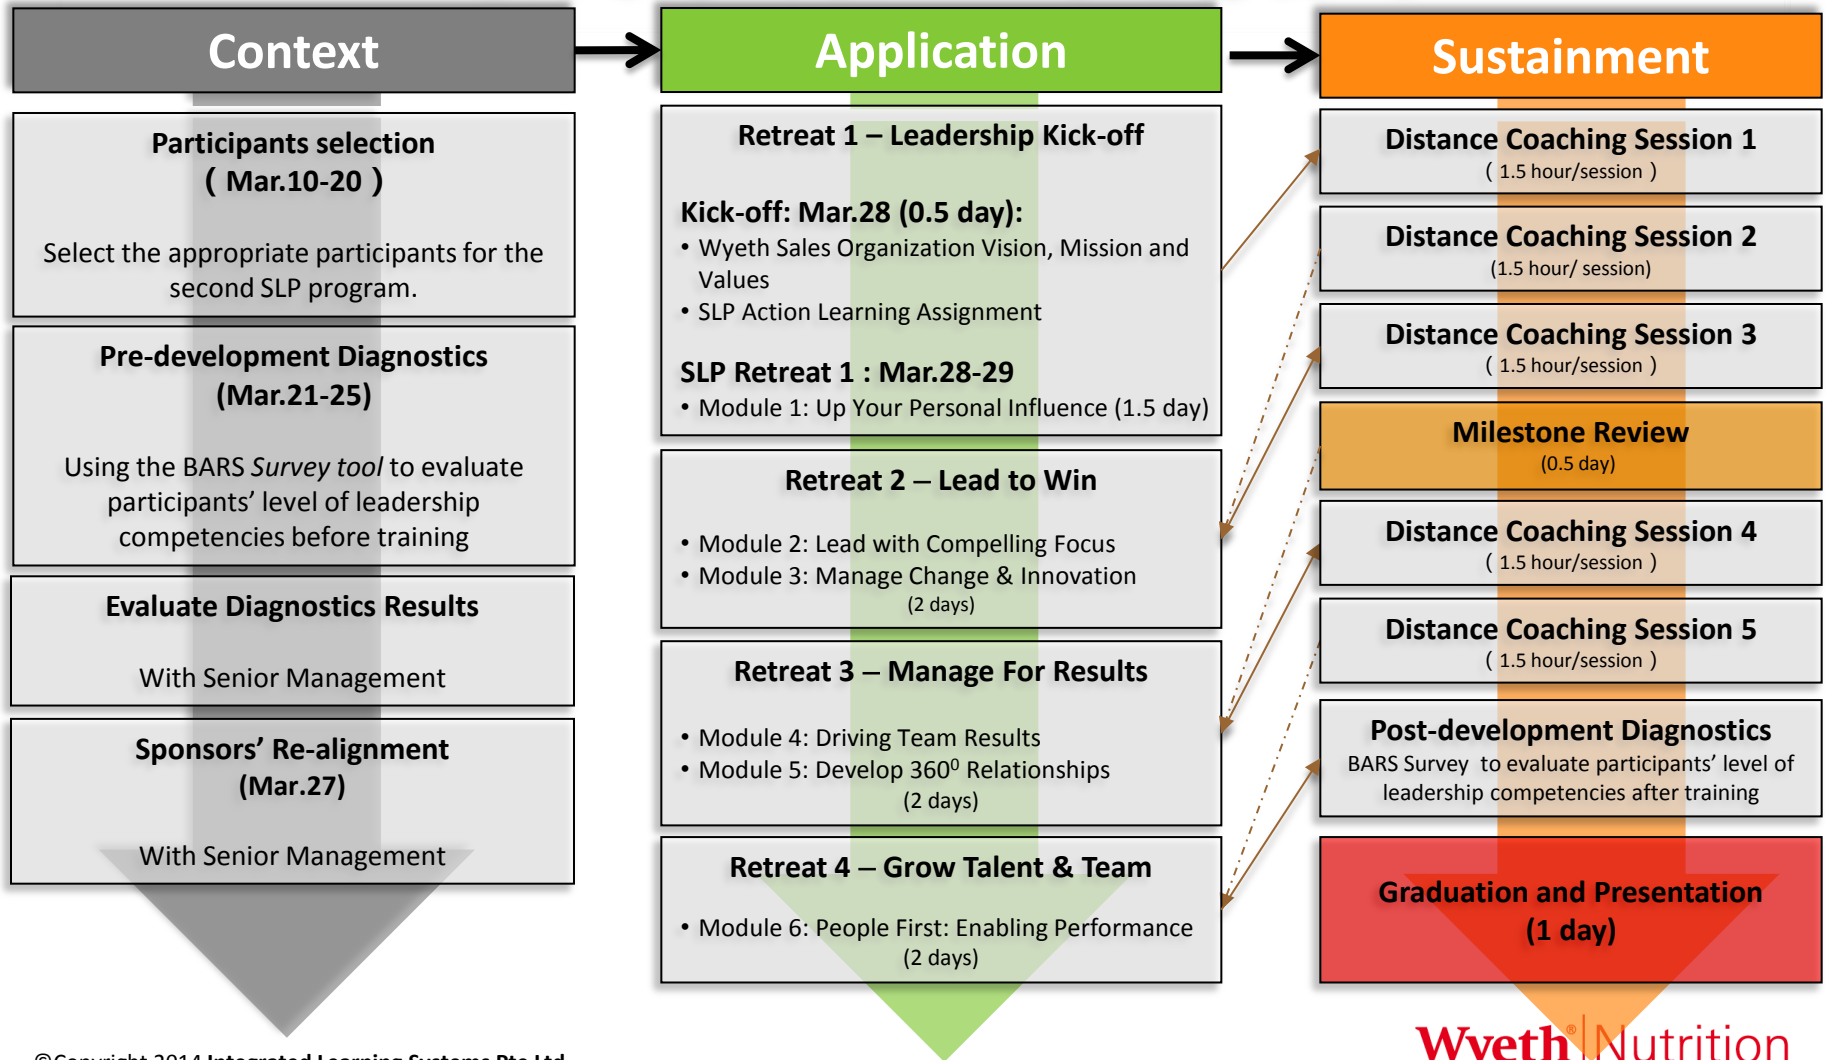 Context
Participants selection
( Mar.10-20 )
Select the appropriate participants for the
second SLP program.
Pre-development Diagnostics
(Mar.21-25)
Using the BARS Survey tool to evaluate
participants’ level of leadership
competencies before training
Evaluate Diagnostics Results
With Senior Management
Sponsors’ Re-alignment
(Mar.27)
With Senior Management
Application
Retreat 1 – Leadership Kick-off
Kick-off: Mar.28 (0.5 day):
• Wyeth Sales Organization Vision, Mission and
Values
• SLP Action Learning Assignment
SLP Retreat 1 : Mar.28-29
• Module 1: Up Your Personal Influence (1.5 day)
Retreat 2 – Lead to Win
• Module 2: Lead with Compelling Focus
• Module 3: Manage Change & Innovation
(2 days)
Retreat 3 – Manage For Results
• Module 4: Driving Team Results
• Module 5: Develop 360⁰ Relationships
(2 days)
Retreat 4 – Grow Talent & Team
• Module 6: People First: Enabling Performance
(2 days)
Sustainment
Distance Coaching Session 1
( 1.5 hour/session )
Distance Coaching Session 2
(1.5 hour/ session)
Distance Coaching Session 3
( 1.5 hour/session )
Milestone Review
(0.5 day)
Distance Coaching Session 4
( 1.5 hour/session )
Distance Coaching Session 5
( 1.5 hour/session )
Post-development Diagnostics
BARS Survey to evaluate participants’ level of
leadership competencies after training
Graduation and Presentation
(1 day)
©Copyright 2014 Integrated Learning Systems Pte Ltd
Wyeth® Nutrition